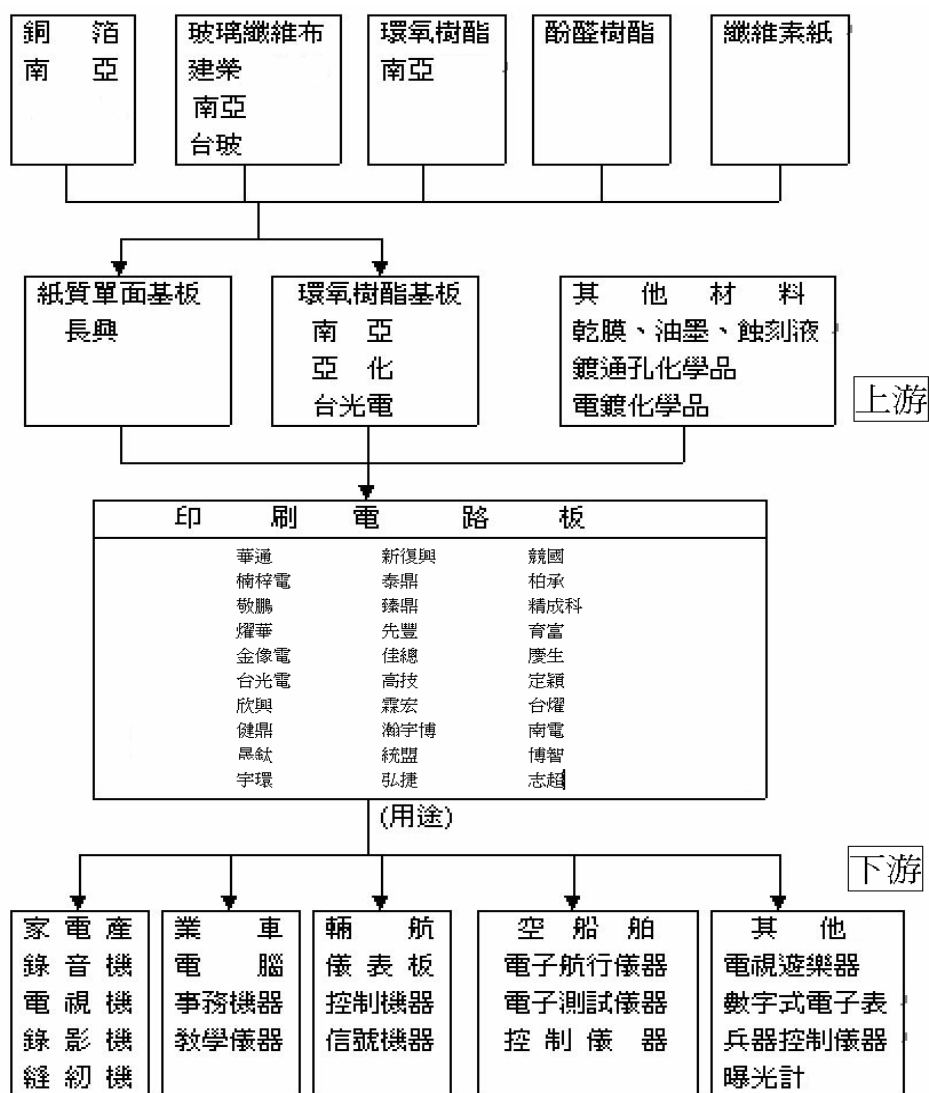 銅 箔
南 亞
玻璃纖維布
建榮
南亞
台玻
環氧樹酯
南亞
酚醛樹酯
纖維素紙
紙質單面基板
長興
環氧樹酯基板
南 亞
亞 化
台光電
其 他 材 料
乾膜、油墨、蝕刻液
鍍通孔化學品
電鍍化學品
上游
印 刷 電 路 板
華通 新復興 競國
楠梓電 泰鼎 柏承
敬鵬 臻鼎 精成科
燿華 先豐 育富
金像電 佳總 慶生
台光電 高技 定穎
欣興 霖宏 台燿
健鼎 瀚宇博 南電
晟鈦 統盟 博智
宇環 弘捷 志超
(用途)
下游
家 電 產
錄 音 機
電 視 機
錄 影 機
縫 紉 機
業 車
電 腦
事務機器
教學儀器
輛 航
儀 表 板
控制機器
信號機器
空 船 舶
電子航行儀器
電子測試儀器
控 制 儀 器
其 他
電視遊樂器
數字式電子表
兵器控制儀器
曝光計